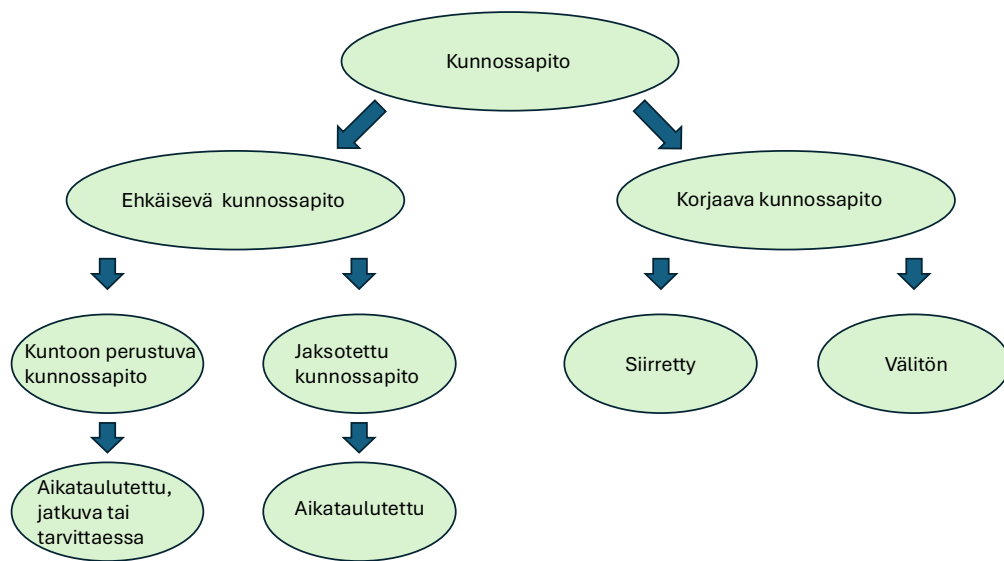 Kunnossapito
Ehkäisevä kunnossapito
Korjaava kunnossapito
Kuntoon perustuva
kunnossapito
Jaksotettu
kunnossapito
Siirretty
Välitön
Aikataulutettu,
jatkuva tai
tarvittaessa
Aikataulutettu